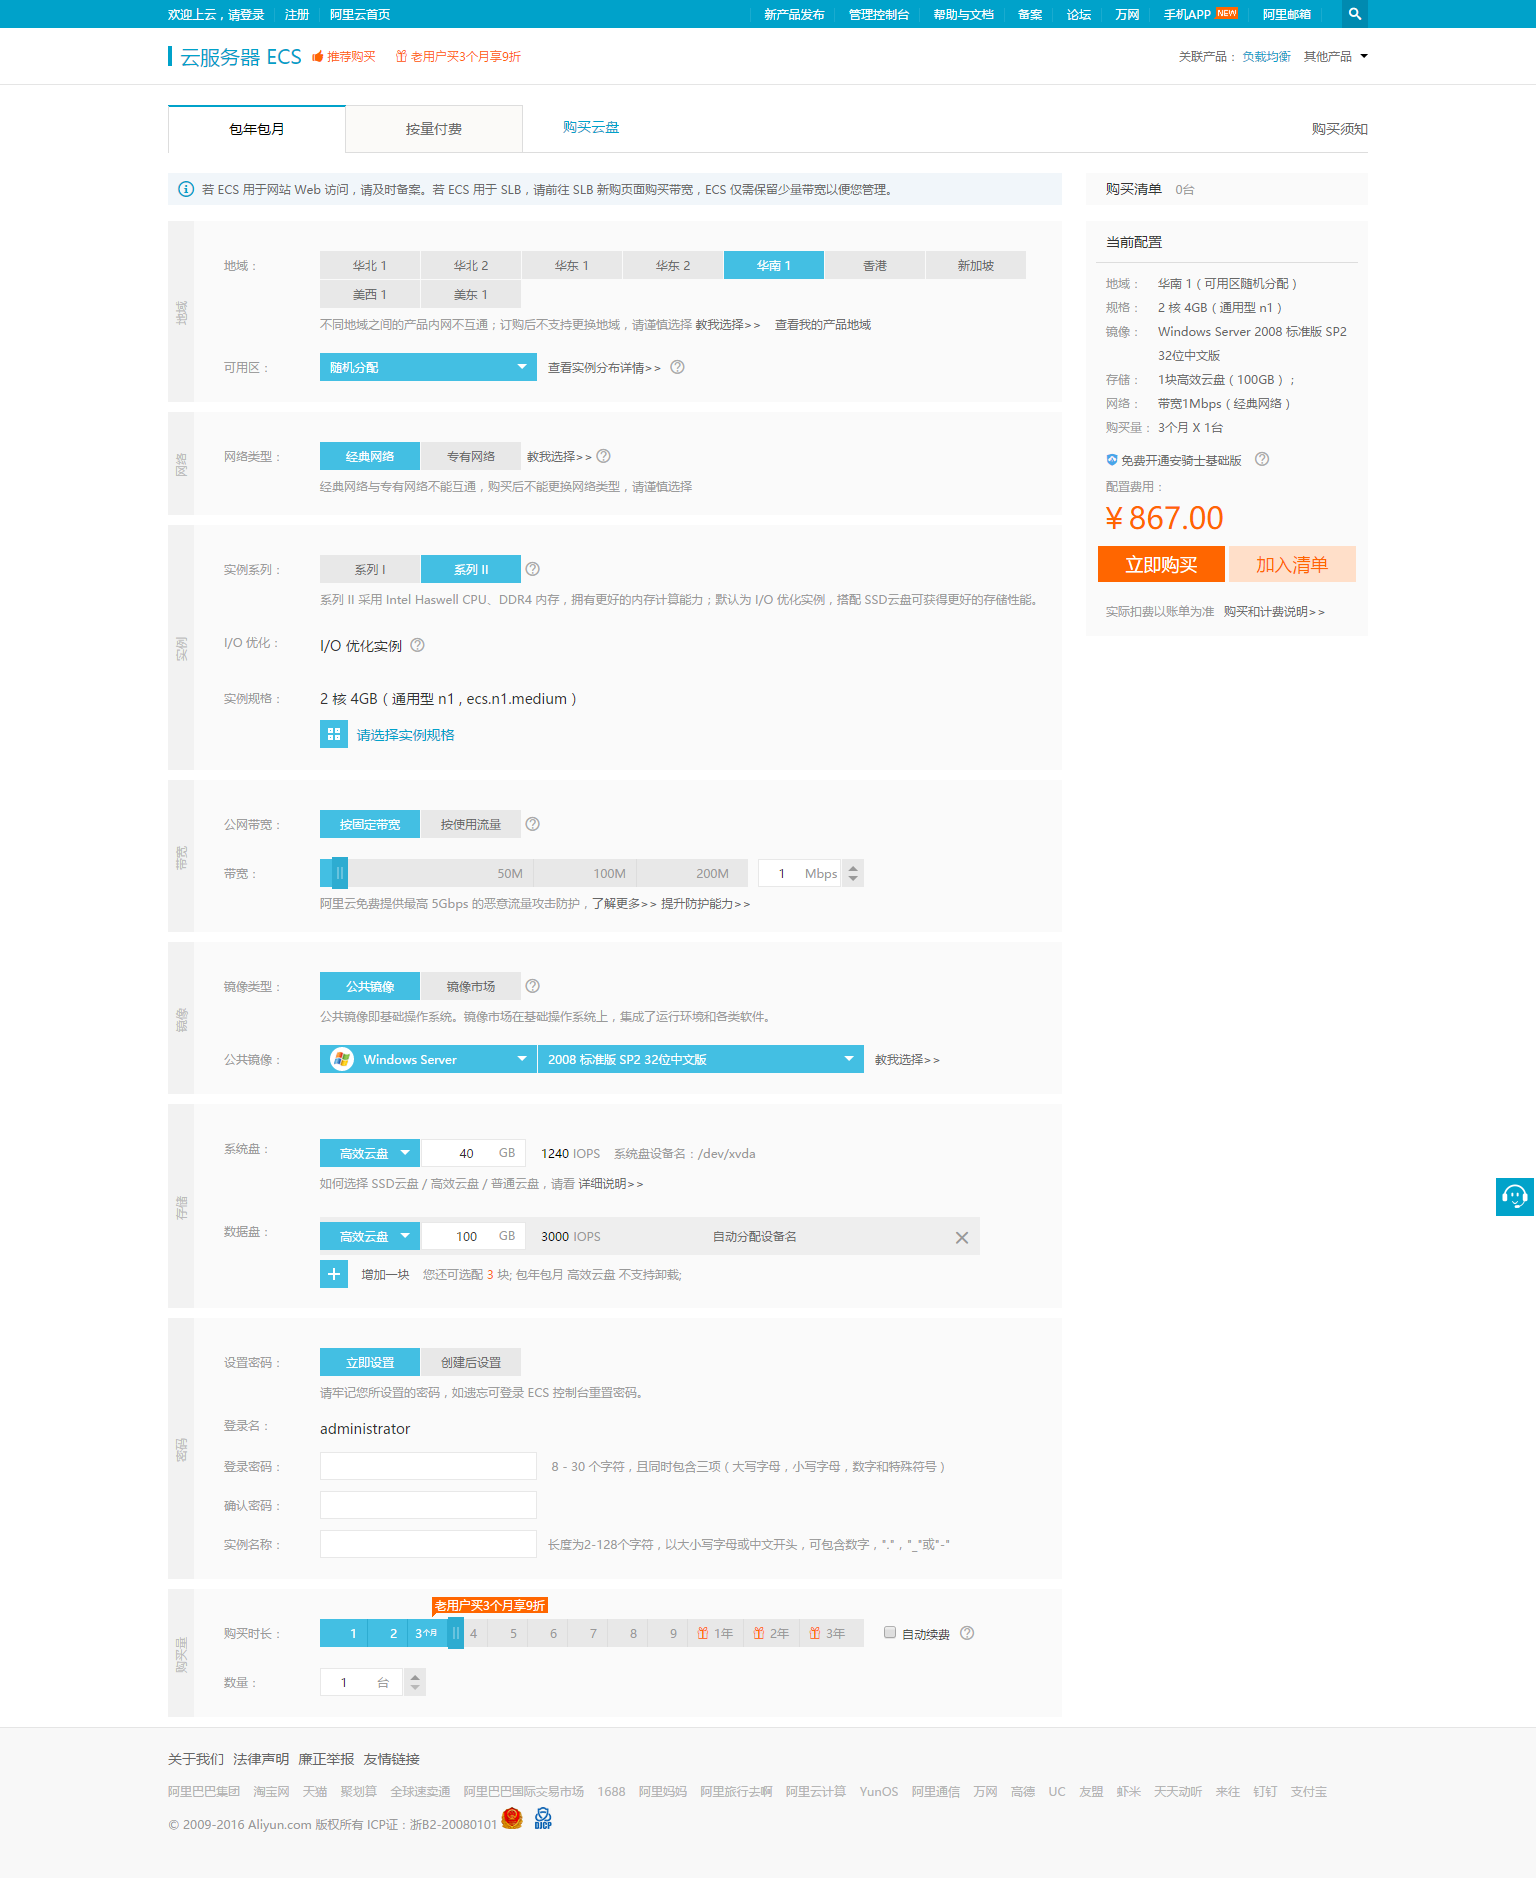 欢迎上云，请登录 注册 阿里云首页 新产品发布 管理控制台 帮助与文档 备案 论坛 万网 手机APP NEW 阿里邮箱
云服务器 ECS 推荐购买 老用户买3个月享9折 关联产品： 负载均衡 其他产品
包年包月 按量付费 购买云盘 购买须知
若 ECS 用于网站 Web 访问，请及时备案。若 ECS 用于 SLB，请前往 SLB 新购页面购买带宽，ECS 仅需保留少量带宽以便您管理。
地域
地域： 华北 1 华北 2 华东 1 华东 2 华南 1 香港 新加坡
美西 1 美东 1
不同地域之间的产品内网不互通；订购后不支持更换地域，请谨慎选择 教我选择>> 查看我的产品地域
可用区： 随机分配 查看实例分布详情>>
网络
网络类型： 经典网络 专有网络 教我选择>>
经典网络与专有网络不能互通，购买后不能更换网络类型，请谨慎选择
实例
实例系列： 系列 I 系列 II
系列 II 采用 Intel Haswell CPU、DDR4 内存，拥有更好的内存计算能力；默认为 I/O 优化实例，搭配 SSD云盘可获得更好的存储性能。
I/O 优化： I/O 优化实例
实例规格： 2 核 4GB（通用型 n1 , ecs.n1.medium）
请选择实例规格
带宽
公网带宽： 按固定带宽 按使用流量
带宽： 50M 100M 200M 1 Mbps
阿里云免费提供最高 5Gbps 的恶意流量攻击防护，了解更多>> 提升防护能力>>
镜像
镜像类型： 公共镜像 镜像市场
公共镜像即基础操作系统。镜像市场在基础操作系统上，集成了运行环境和各类软件。
公共镜像： Windows Server 2008 标准版 SP2 32位中文版 教我选择>>
存储
系统盘： 高效云盘 40 GB 1240 IOPS 系统盘设备名：/dev/xvda
如何选择 SSD云盘 / 高效云盘 / 普通云盘，请看 详细说明>>
数据盘： 高效云盘 100 GB 3000 IOPS 自动分配设备名
增加一块 您还可选配 3 块; 包年包月 高效云盘 不支持卸载;
密码
设置密码： 立即设置 创建后设置
请牢记您所设置的密码，如遗忘可登录 ECS 控制台重置密码。
登录名： administrator
登录密码： 8 - 30 个字符，且同时包含三项（大写字母，小写字母，数字和特殊符号）
确认密码：
实例名称： 长度为2-128个字符，以大小写字母或中文开头，可包含数字，"."，"_"或"-"
购买量
老用户买3个月享9折
购买时长： 1 2 3个月 4 5 6 7 8 9 1年 2年 3年 自动续费
数量： 1 台
购买清单 0台
当前配置
地域： 华南 1（可用区随机分配）
规格： 2 核 4GB（通用型 n1）
镜像： Windows Server 2008 标准版 SP2
32位中文版
存储： 1块高效云盘（100GB）；
网络： 带宽1Mbps（经典网络）
购买量： 3个月 X 1台
免费开通安骑士基础版
配置费用：
¥ 867.00
立即购买 加入清单
实际扣费以账单为准 购买和计费说明>>
关于我们 法律声明 廉正举报 友情链接
阿里巴巴集团 淘宝网 天猫 聚划算 全球速卖通 阿里巴巴国际交易市场 1688 阿里妈妈 阿里旅行去啊 阿里云计算 YunOS 阿里通信 万网 高德 UC 友盟 虾米 天天动听 来往 钉钉 支付宝
© 2009-2016 Aliyun.com 版权所有 ICP证：浙B2-20080101